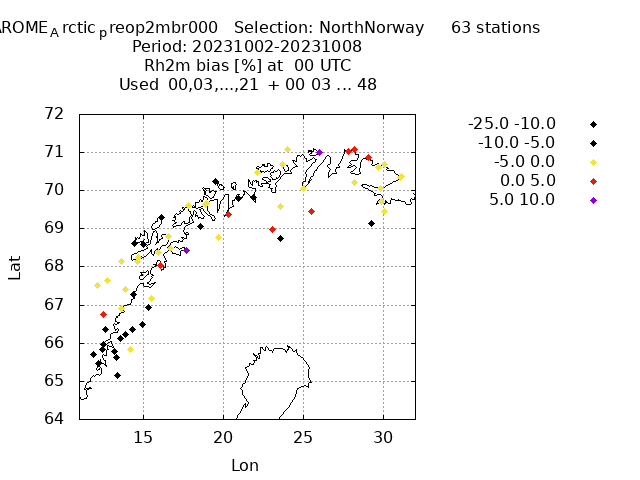 AROME_Arctic_preop2mbr000 Selection: NorthNorway 63 stations
Period: 20231002-20231008
Rh2m bias [%] at 00 UTC
Used 00,03,...,21 + 00 03 ... 48
72
71
70
69
68
67
66
65
64
15 20 25 30
Lat
Lon
-25.0 -10.0
-10.0 -5.0
-5.0 0.0
0.0 5.0
5.0 10.0